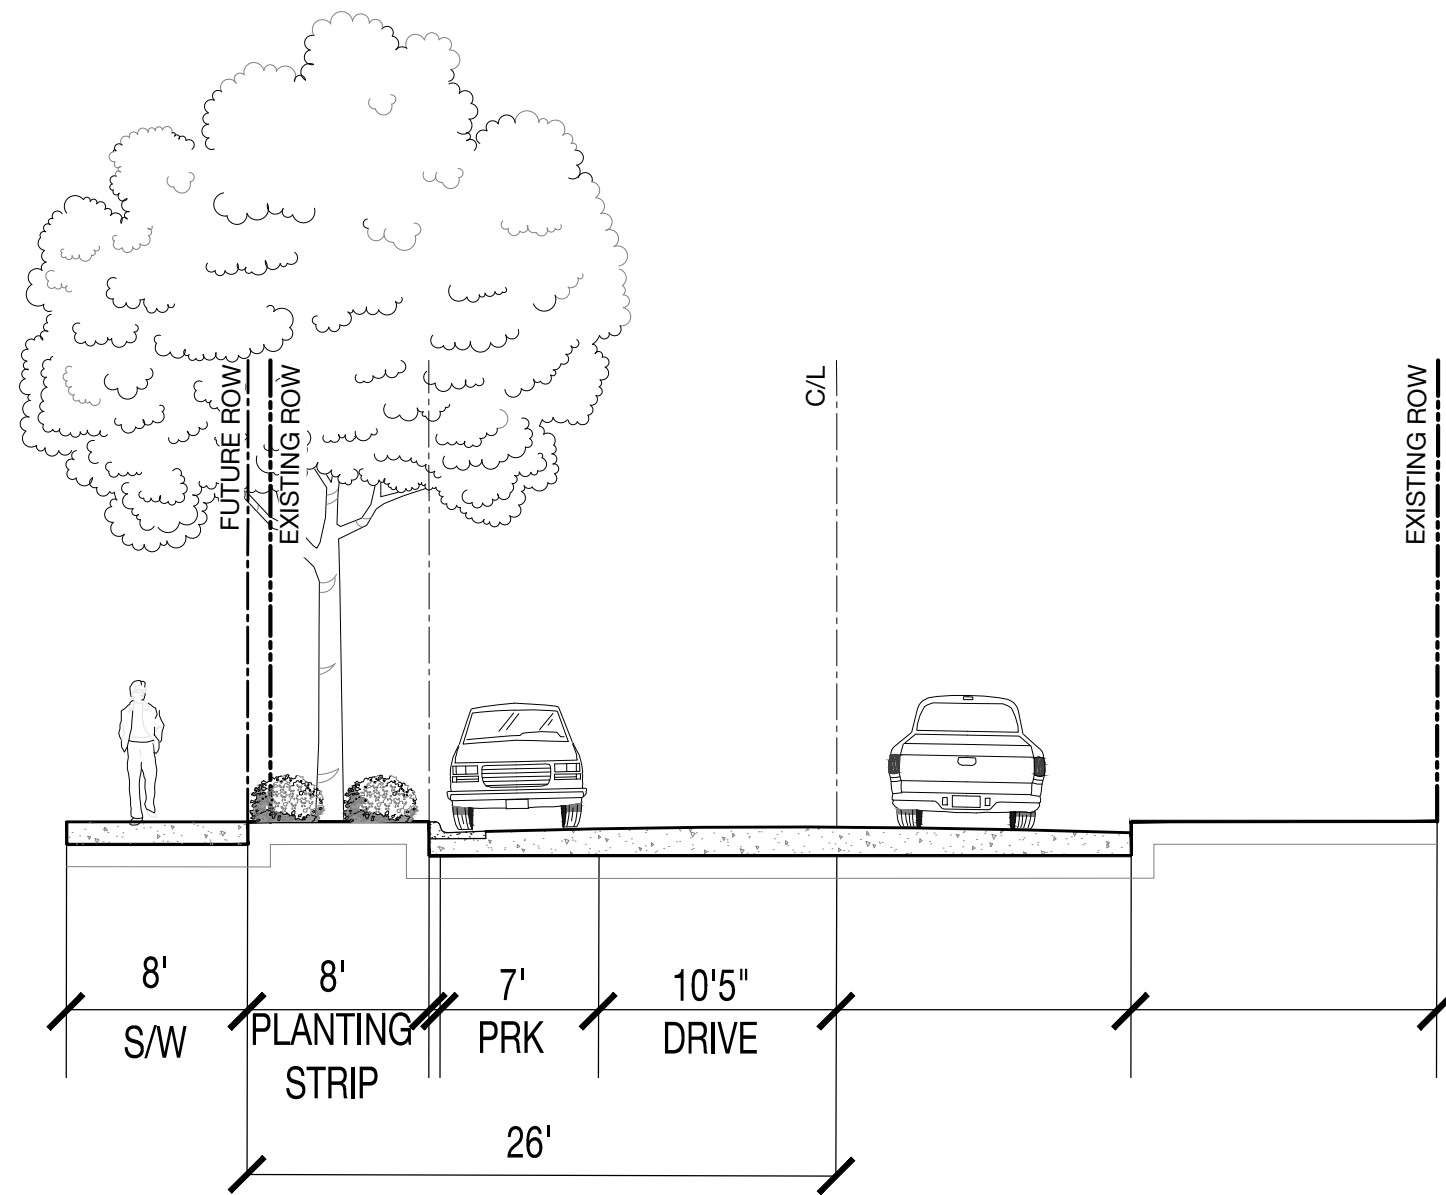 FUTURE ROW
EXISTING ROW
C/L
EXISTING ROW
8'
8'
7'
10'5"
S/W
PLANTING
STRIP
PRK
DRIVE
26'